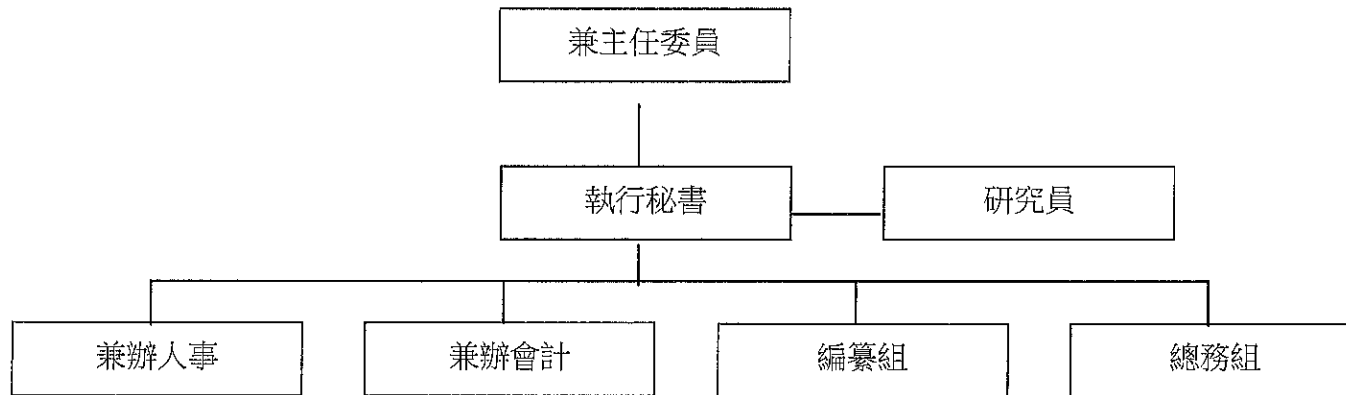 兼主任委員
執行秘書
研究員
兼辦人事
兼辦會計
編纂組
總務組